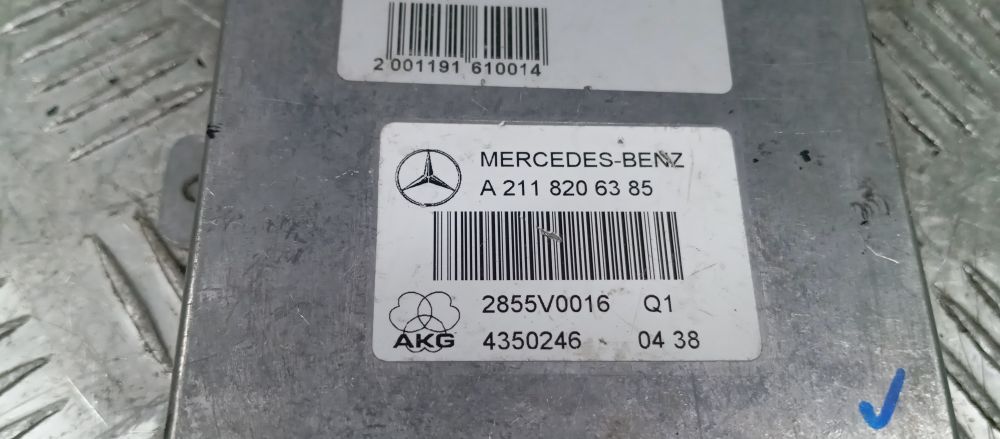 2 001191 610014
MERCEDES-BENZ
A 211 820 63 85
2855V0016 Q1
AKG
4350246 04 38